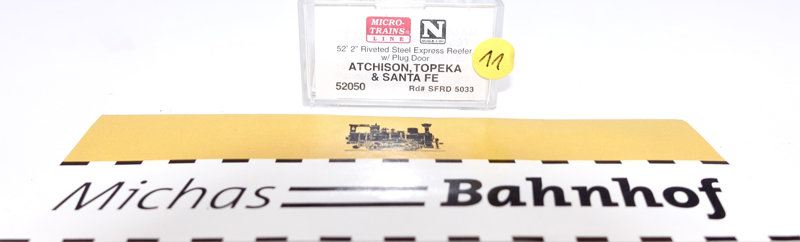 MICRO-
TRAINS
LINE
N
52' 2" Riveted Steel Express Reefer
w/ Plug Door
ATCHISON, TOPEKA
& SANTA FE
52050 Rd# SFRD 5033
11
Michas Bahnhof